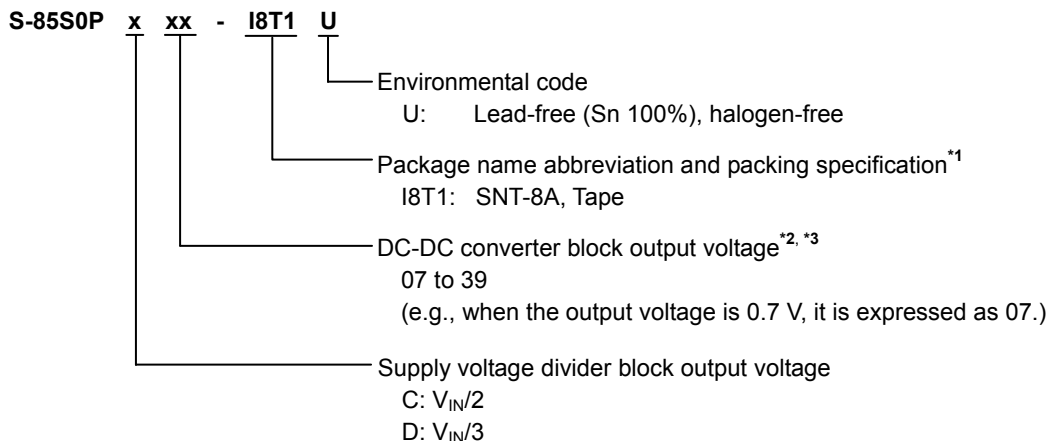 S-85S0P x xx - I8T1 U
Environmental code
U: Lead-free (Sn 100%), halogen-free
Package name abbreviation and packing specification*1
I8T1: SNT-8A, Tape
DC-DC converter block output voltage*2, *3
07 to 39
(e.g., when the output voltage is 0.7 V, it is expressed as 07.)
Supply voltage divider block output voltage
C: VIN/2
D: VIN/3